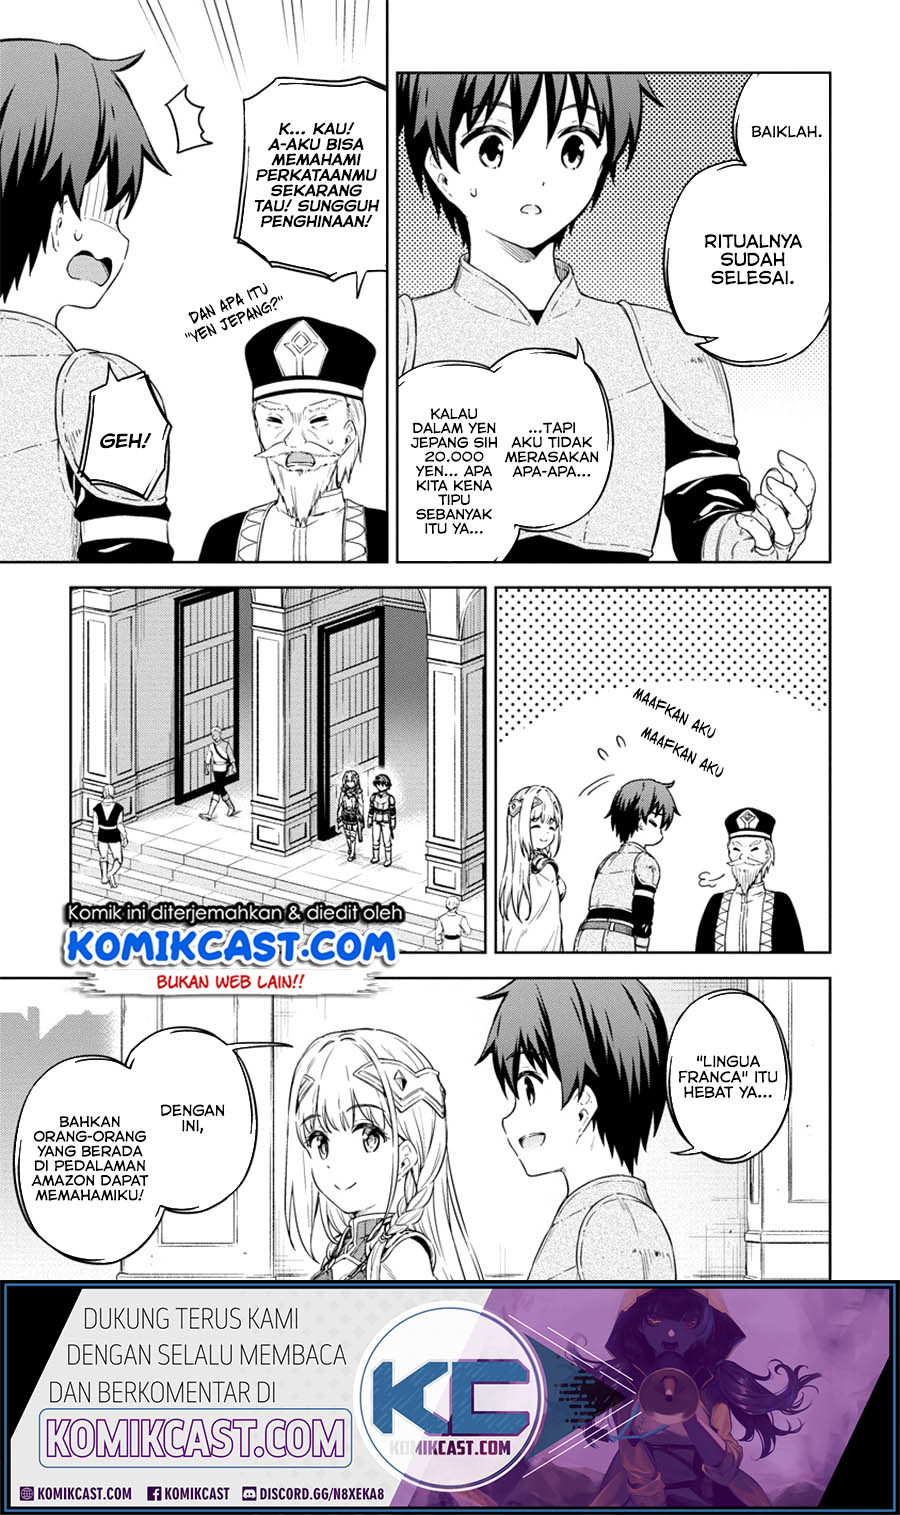 BAIKLAH.
RITUALNYA
SUDAH
SELESAI.
...TAPI
AKU TIDAK
MERASAKAN
APA-APA...
KALAU
DALAM YEN
JEPANG SIH
20.000
YEN... APA
KITA KENA
TIPU
SEBANYAK
ITU YA...
K... KAU!
A-AKU BISA
MEMAHAMI
PERKATAANMU
SEKARANG
TAU! SUNGGUH
PENGHINAAN!
DAN APA ITU
"YEN JEPANG?"
GEH!
MAAFKAN AKU
MAAFKAN AKU
Komik ini diterjemahkan & diedit oleh
KOMIKCAST.COM
BUKAN WEB LAIN!!
"LINGUA
FRANCA" ITU
HEBAT YA...
DENGAN
INI,
BAHKAN
ORANG-ORANG
YANG BERADA
DI PEDALAMAN
AMAZON DAPAT
MEMAHAMIKU!
DUKUNG TERUS KAMI
DENGAN SELALU MEMBACA
DAN BERKOMENTAR DI
KOMIKCAST.COM
KOMIKCAST.COM KOMIKCAST DISCORD.GG/N8XEKA8
KC
KOMIKCAST.COM